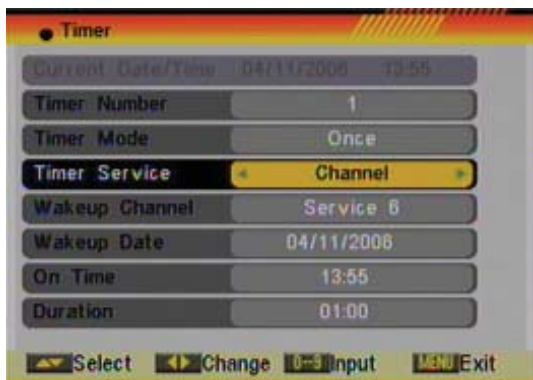 Timer
Current Date/Time 04/11/2006 13:55
Timer Number 1
Timer Mode Once
Timer Service Channel
Wakeup Channel Service 6
Wakeup Date 04/11/2006
On Time 13:55
Duration 01:00
Select Change 0-9 Input MENU Exit